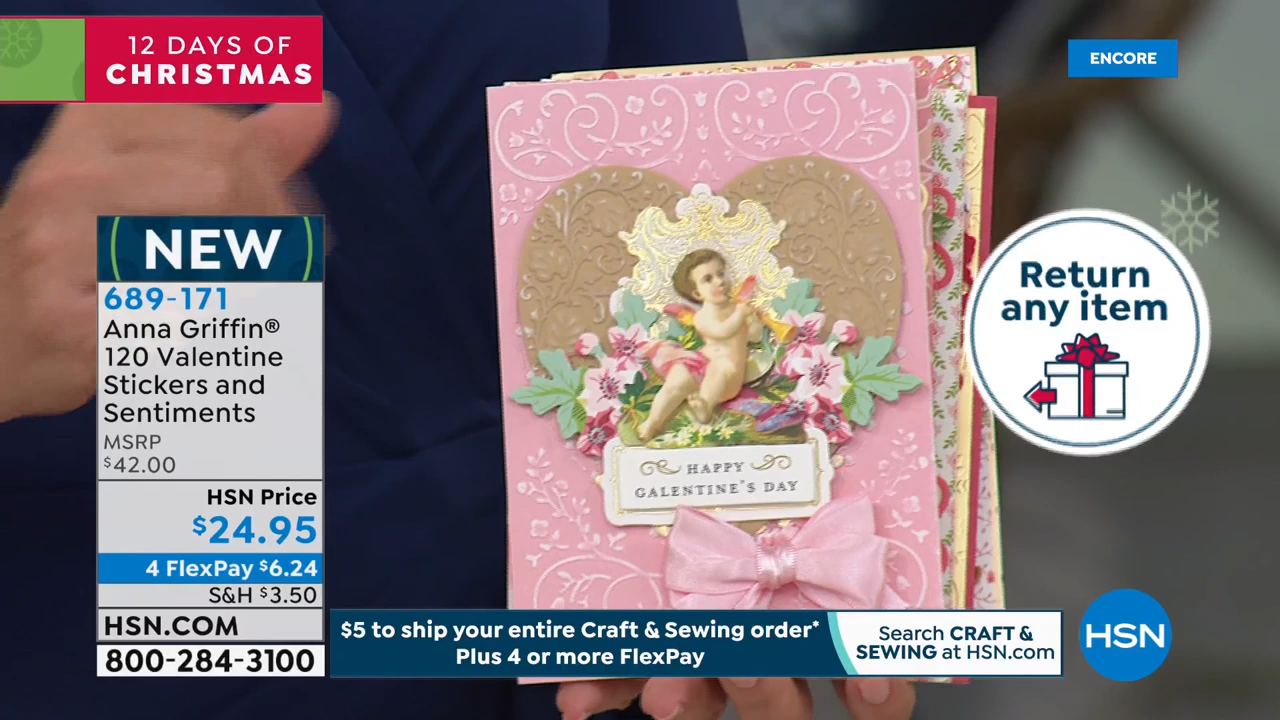 12 DAYS OF
CHRISTMAS
ENCORE
NEW
689-171
Anna Griffin®
120 Valentine
Stickers and
Sentiments
MSRP
$42.00
HSN Price
$24.95
4 FlexPay $6.24
S&H $3.50
HSN.COM
800-284-3100
HAPPY
GALENTINE'S DAY
Return
any item
$5 to ship your entire Craft & Sewing order*
Plus 4 or more FlexPay
Search CRAFT &
SEWING at HSN.com
HSN